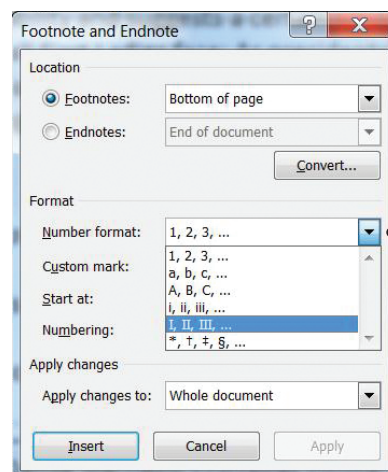 Footnote and Endnote
Location
Footnotes: Bottom of page
Endnotes: End of document
Convert...
Format
Number format: 1, 2, 3, ...
1, 2, 3, ...
Custom mark: a, b, c, ...
A, B, C, ...
Start at: i, ii, iii, ...
I, II, III, ...
Numbering: *, †, ‡, §, ...
Apply changes
Apply changes to: Whole document
Insert Cancel Apply